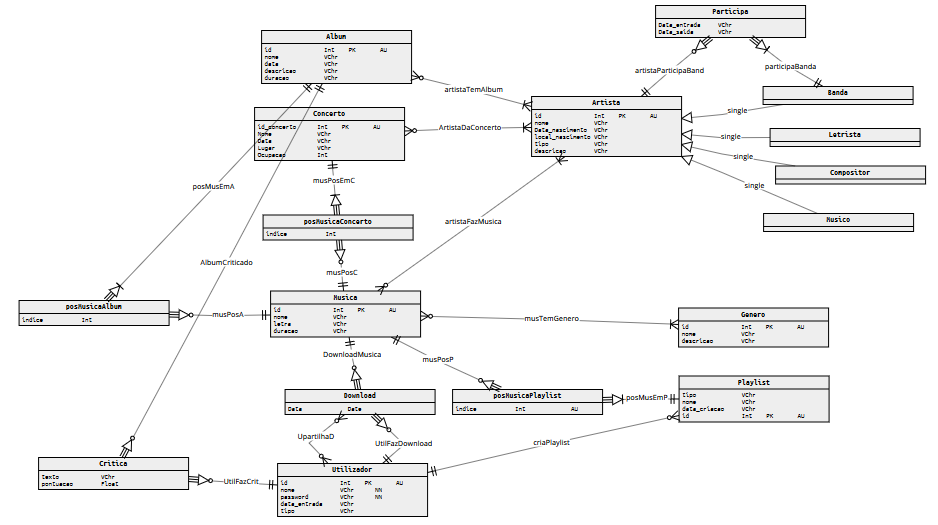 Participa
Data_entrada VChr
Data_saida VChr
Album
id Int PK AU
nome VChr
data VChr
descricao VChr
duracao VChr
artistaParticipaBand
participaBanda
artistaTemAlbum
Banda
Artista
id Int PK AU
nome VChr
Data_nascimento VChr
local_nascimento VChr
tipo VChr
descricao VChr
single
Concerto
id_concerto Int PK AU
Nome VChr
Data VChr
Lugar VChr
Ocupacao Int
ArtistaDaConcerto
single
Letrista
single
Compositor
musPosEmC
posMusEmA
single
posMusicaConcerto
indice Int
artistaFazMusica
Musico
AlbumCriticado
musPosC
Musica
id Int PK AU
nome VChr
letra VChr
duracao VChr
posMusicaAlbum
indice Int
musPosA
musTemGenero
Genero
id Int PK AU
nome VChr
descricao VChr
DownloadMusica
musPosP
Download
Data Date
posMusicaPlaylist
indice Int AU
posMusEmP
Playlist
tipo VChr
nome VChr
data_criacao VChr
id Int PK AU
UpartilhaD
UtilFazDownload
criaPlaylist
Critica
texto VChr
pontuacao Float
UtilFazCrit
Utilizador
id Int PK AU
nome VChr NN
password VChr NN
data_entrada VChr
tipo VChr